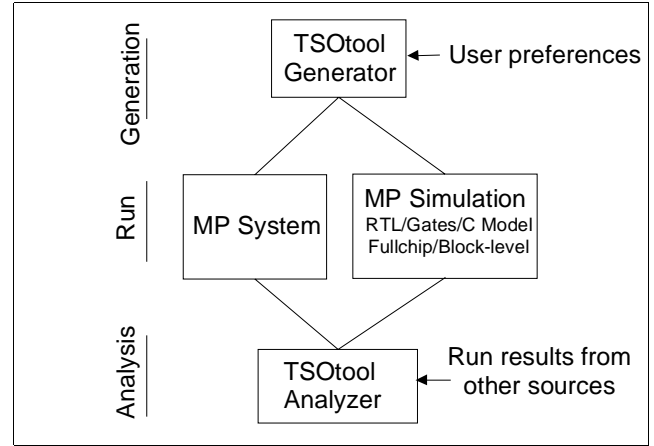 TSOtool
Generator
User preferences
Generation
MP System
MP Simulation
RTL/Gates/C Model
Fullchip/Block-level
Run
TSOtool
Analyzer
Run results from
other sources
Analysis